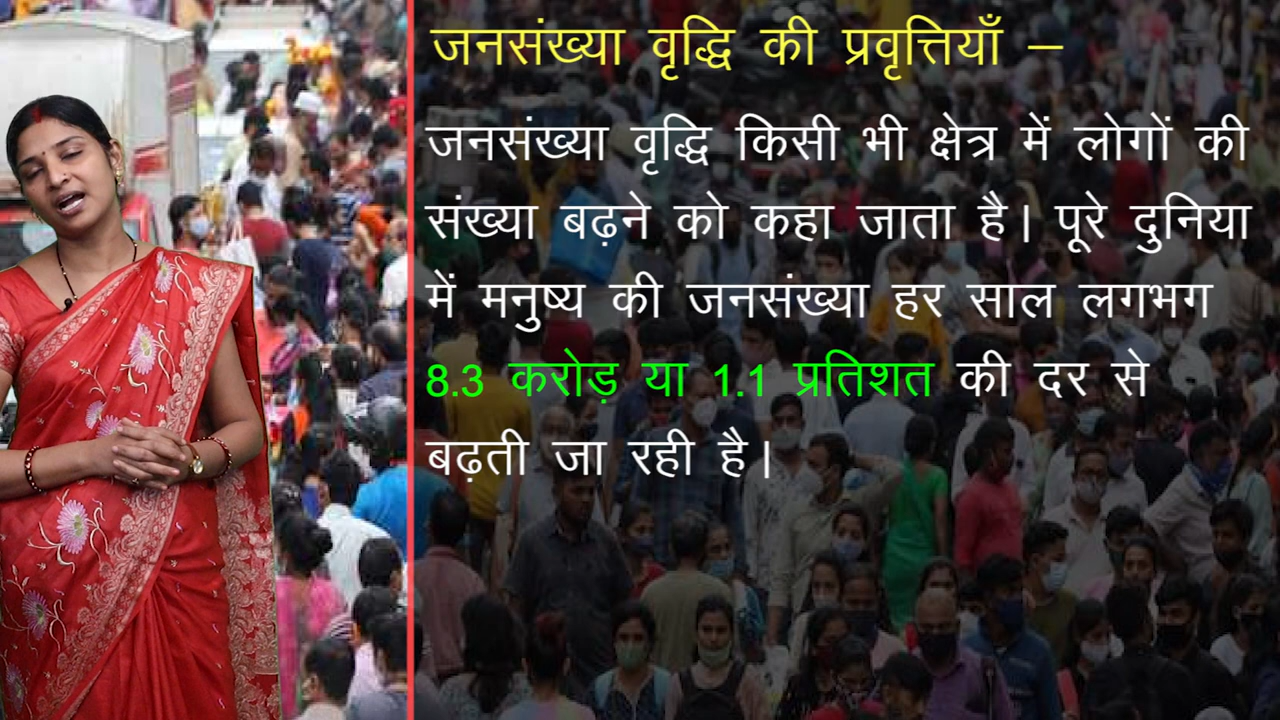 जनसंख्या वृद्धि की प्रवृत्तियाँ –
जनसंख्या वृद्धि किसी भी क्षेत्र में लोगों की
संख्या बढ़ने को कहा जाता है। पूरे दुनिया
में मनुष्य की जनसंख्या हर साल लगभग
8.3 करोड़ या 1.1 प्रतिशत की दर से
बढ़ती जा रही है।